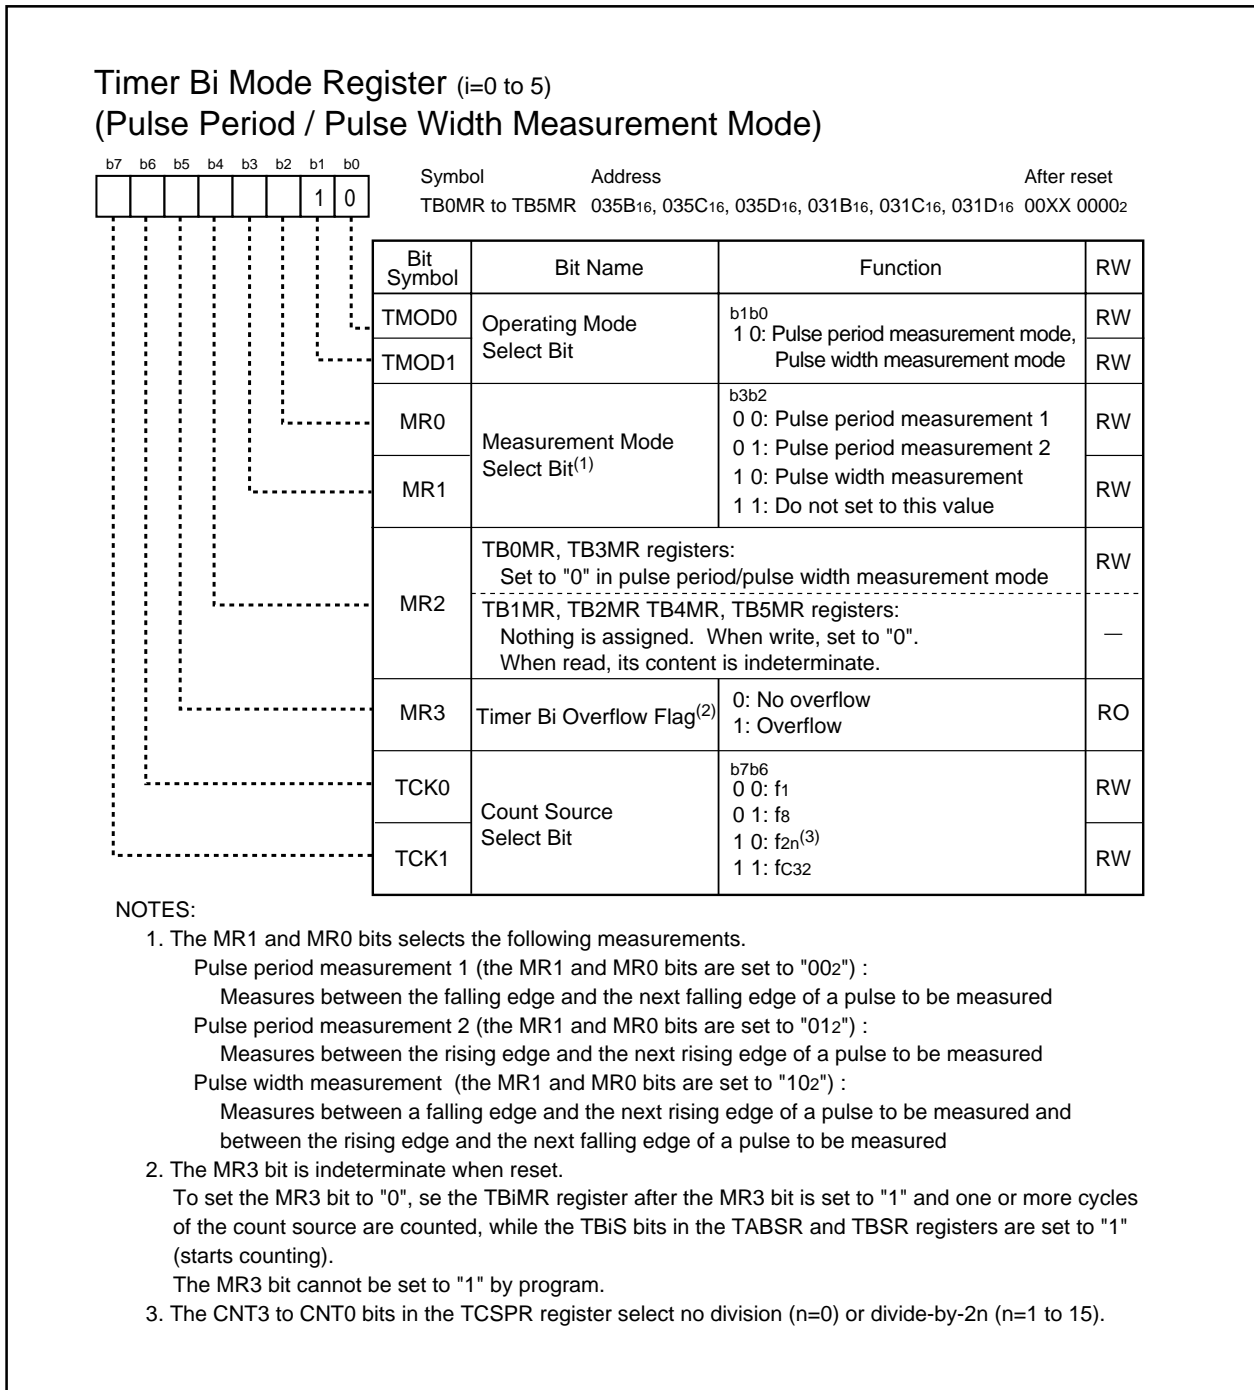 Timer Bi Mode Register (i=0 to 5)
(Pulse Period / Pulse Width Measurement Mode)
b7 b6 b5 b4 b3 b2 b1 b0
1 0
Symbol Address After reset
TB0MR to TB5MR 035B16, 035C16, 035D16, 031B16, 031C16, 031D16 00XX 00002
Bit Symbol Bit Name Function RW
TMOD0 Operating Mode Select Bit b1b0 RW
1 0: Pulse period measurement mode,
TMOD1 Pulse width measurement mode RW
MR0 Measurement Mode Select Bit(1) b3b2 RW
0 0: Pulse period measurement 1
0 1: Pulse period measurement 2
MR1 1 0: Pulse width measurement RW
1 1: Do not set to this value
MR2 TB0MR, TB3MR registers: RW
Set to "0" in pulse period/pulse width measurement mode
TB1MR, TB2MR TB4MR, TB5MR registers: —
Nothing is assigned. When write, set to "0".
When read, its content is indeterminate.
MR3 Timer Bi Overflow Flag(2) 0: No overflow RO
1: Overflow
TCK0 Count Source Select Bit b7b6 RW
0 0: f1
0 1: f8
TCK1 1 0: f2n(3) RW
1 1: fC32
NOTES:
1. The MR1 and MR0 bits selects the following measurements.
Pulse period measurement 1 (the MR1 and MR0 bits are set to "002") :
Measures between the falling edge and the next falling edge of a pulse to be measured
Pulse period measurement 2 (the MR1 and MR0 bits are set to "012") :
Measures between the rising edge and the next rising edge of a pulse to be measured
Pulse width measurement (the MR1 and MR0 bits are set to "102") :
Measures between a falling edge and the next rising edge of a pulse to be measured and
between the rising edge and the next falling edge of a pulse to be measured
2. The MR3 bit is indeterminate when reset.
To set the MR3 bit to "0", se the TBiMR register after the MR3 bit is set to "1" and one or more cycles
of the count source are counted, while the TBiS bits in the TABSR and TBSR registers are set to "1"
(starts counting).
The MR3 bit cannot be set to "1" by program.
3. The CNT3 to CNT0 bits in the TCSPR register select no division (n=0) or divide-by-2n (n=1 to 15).